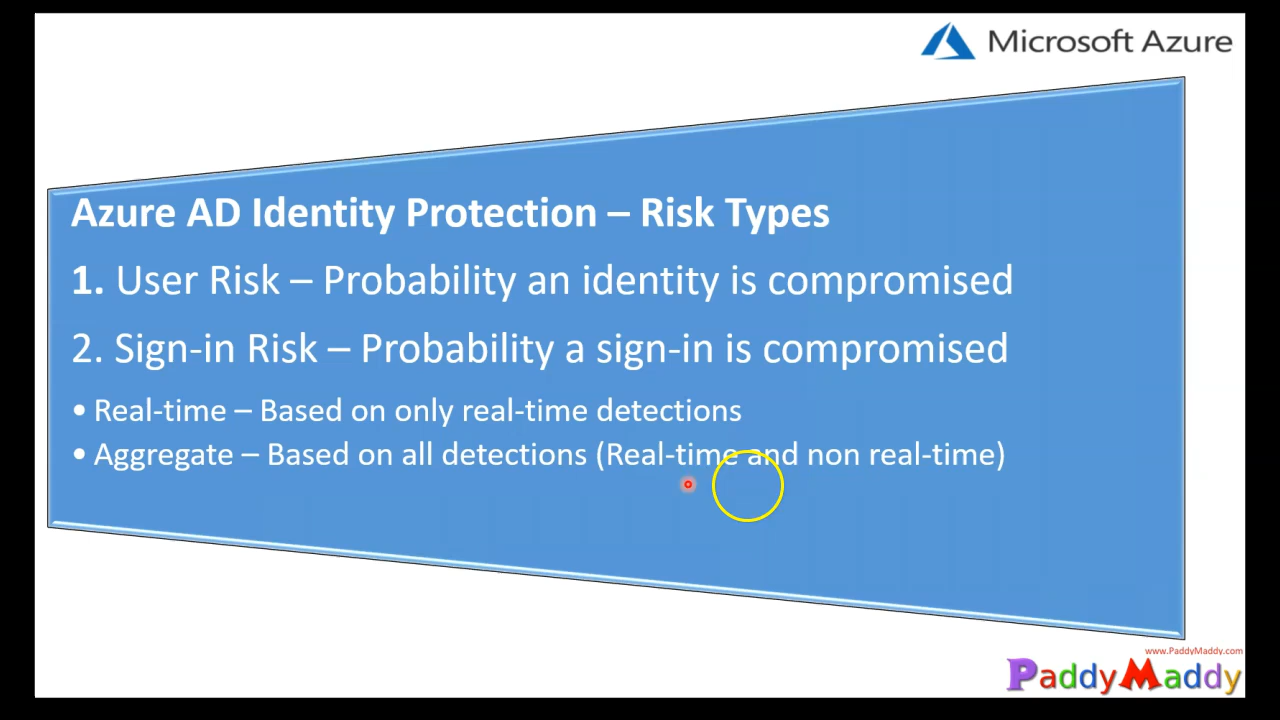 Microsoft Azure
Azure AD Identity Protection – Risk Types
1. User Risk – Probability an identity is compromised
2. Sign-in Risk – Probability a sign-in is compromised
• Real-time – Based on only real-time detections
• Aggregate – Based on all detections (Real-time and non real-time)
www.PaddyMaddy.com
PaddyMaddy